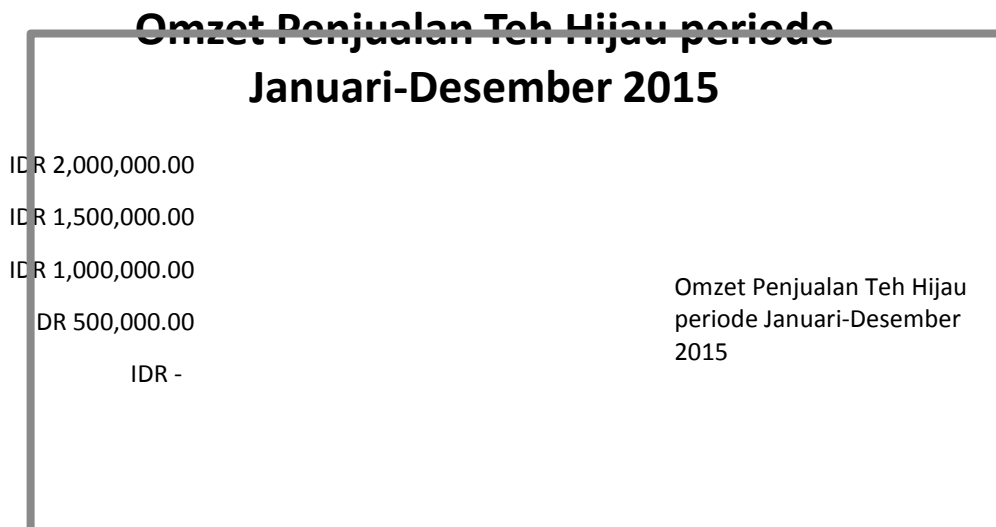 Omzet Penjualan Teh Hijau periode
Januari-Desember 2015
IDR 2,000,000.00
IDR 1,500,000.00
IDR 1,000,000.00
DR 500,000.00
IDR -
Omzet Penjualan Teh Hijau
periode Januari-Desember
2015